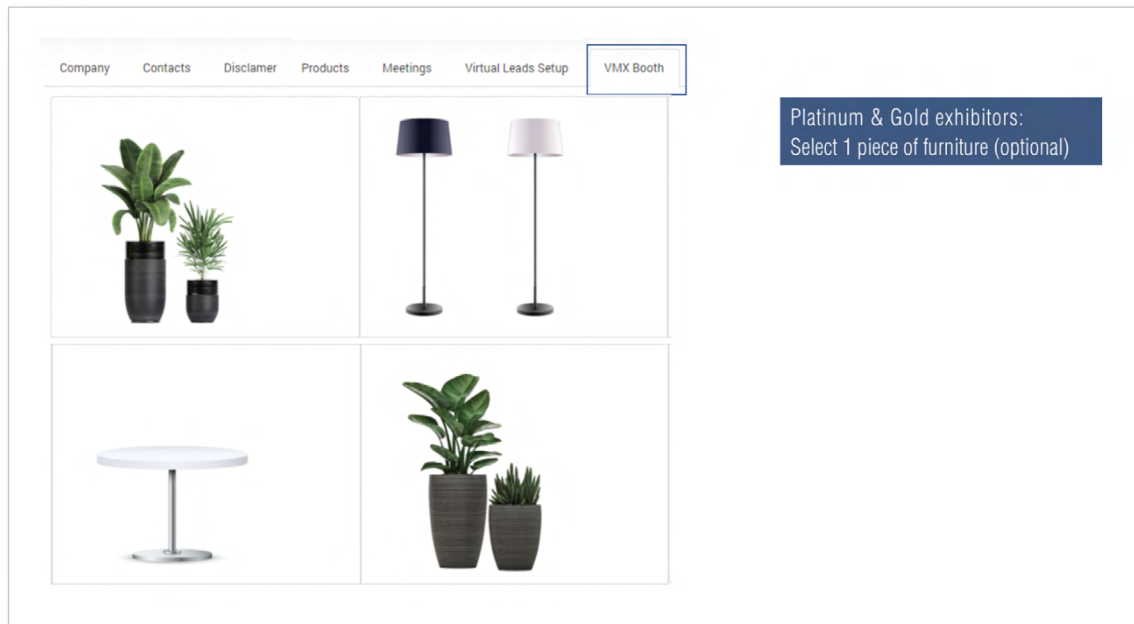 Company Contacts Disclamer Products Meetings Virtual Leads Setup VMX Booth
Platinum & Gold exhibitors:
Select 1 piece of furniture (optional)